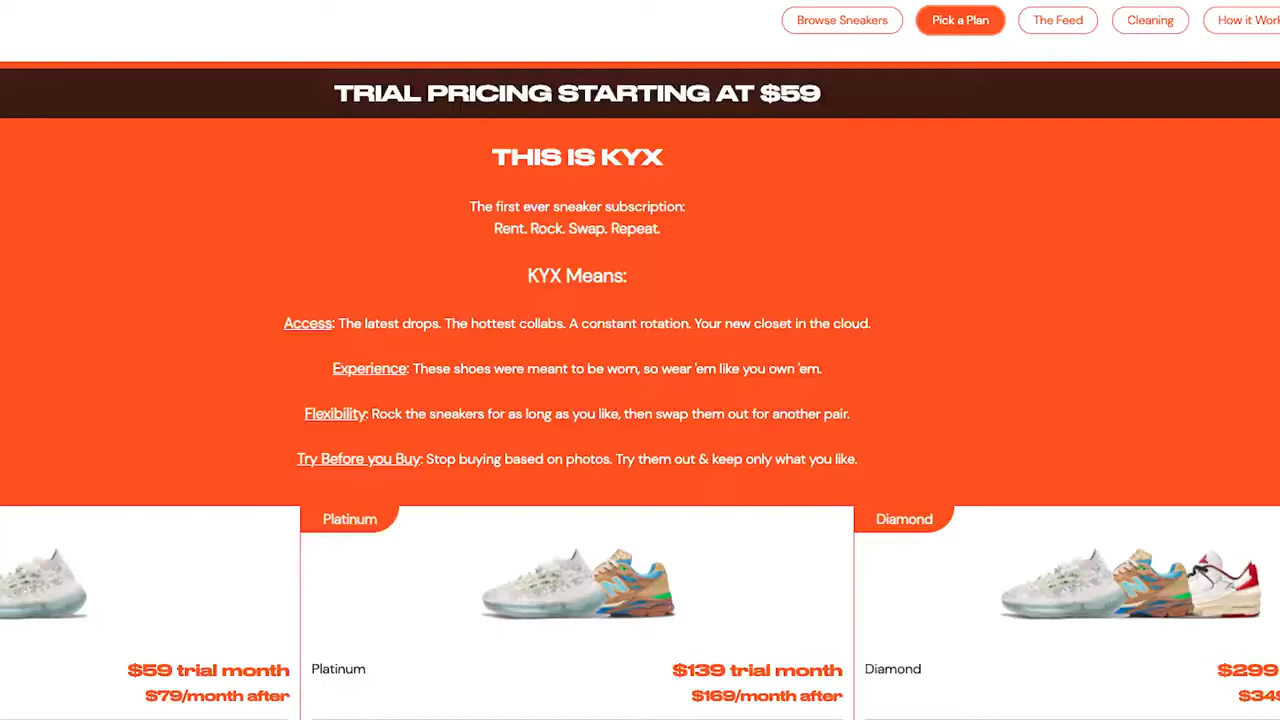 Browse Sneakers
Pick a Plan
The Feed
Cleaning
How it Work
TRIAL PRICING STARTING AT $59
THIS IS KYX
The first ever sneaker subscription:
Rent. Rock. Swap. Repeat.
KYX Means:
Access: The latest drops. The hottest collabs. A constant rotation. Your new closet in the cloud.
Experience: These shoes were meant to be worn, so wear 'em like you own 'em.
Flexibility: Rock the sneakers for as long as you like, then swap them out for another pair.
Try Before you Buy: Stop buying based on photos. Try them out & keep only what you like.
$59 trial month
$79/month after
Platinum
Platinum
$139 trial month
$169/month after
Diamond
Diamond
$299
$349